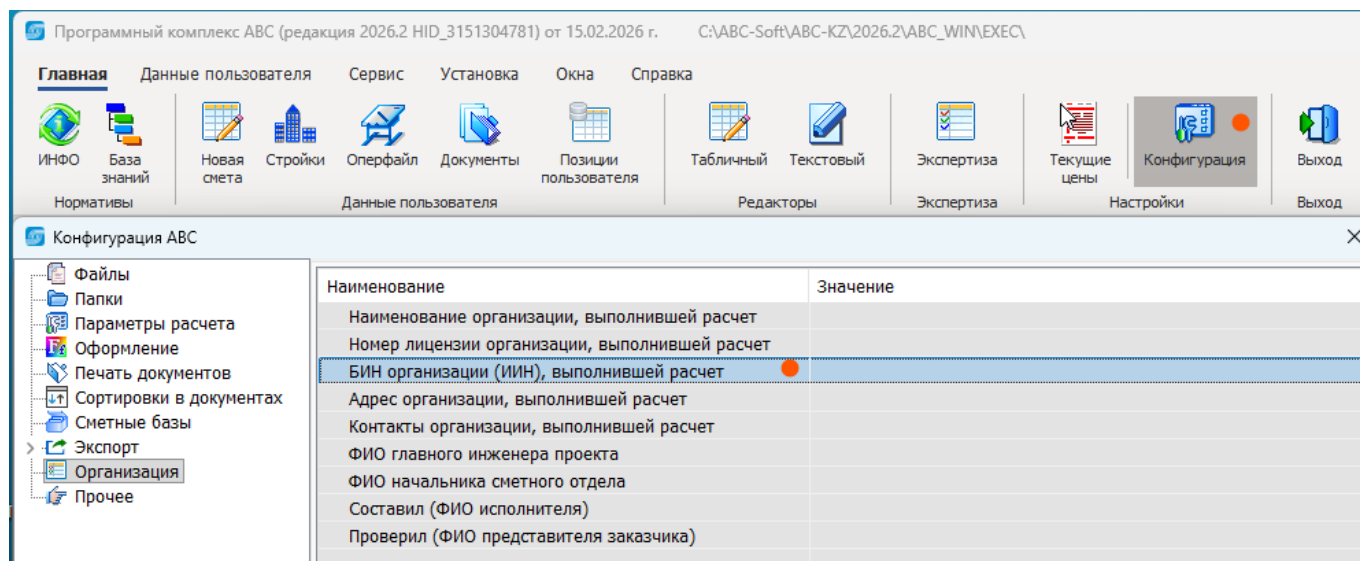 Программный комплекс ABC (редакция 2026.2 HID_3151304781) от 15.02.2026 г. C:\ABC-Soft\ABC-KZ\2026.2\ABC_WIN\EXEC\
Главная Данные пользователя Сервис Установка Окна Справка
ИНФО База знаний Новая смета Стройки Оперфайл Документы Позиции пользователя Табличный Текстовый Экспертиза Текущие цены Конфигурация Выход
Нормативы Данные пользователя Редакторы Экспертиза Настройки Выход
Конфигурация ABC
Файлы
Папки
Параметры расчета
Оформление
Печать документов
Сортировки в документах
Сметные базы
Экспорт
Организация
Прочее
Наименование Значение
Наименование организации, выполнившей расчет
Номер лицензии организации, выполнившей расчет
БИН организации (ИИН), выполнившей расчет
Адрес организации, выполнившей расчет
Контакты организации, выполнившей расчет
ФИО главного инженера проекта
ФИО начальника сметного отдела
Составил (ФИО исполнителя)
Проверил (ФИО представителя заказчика)